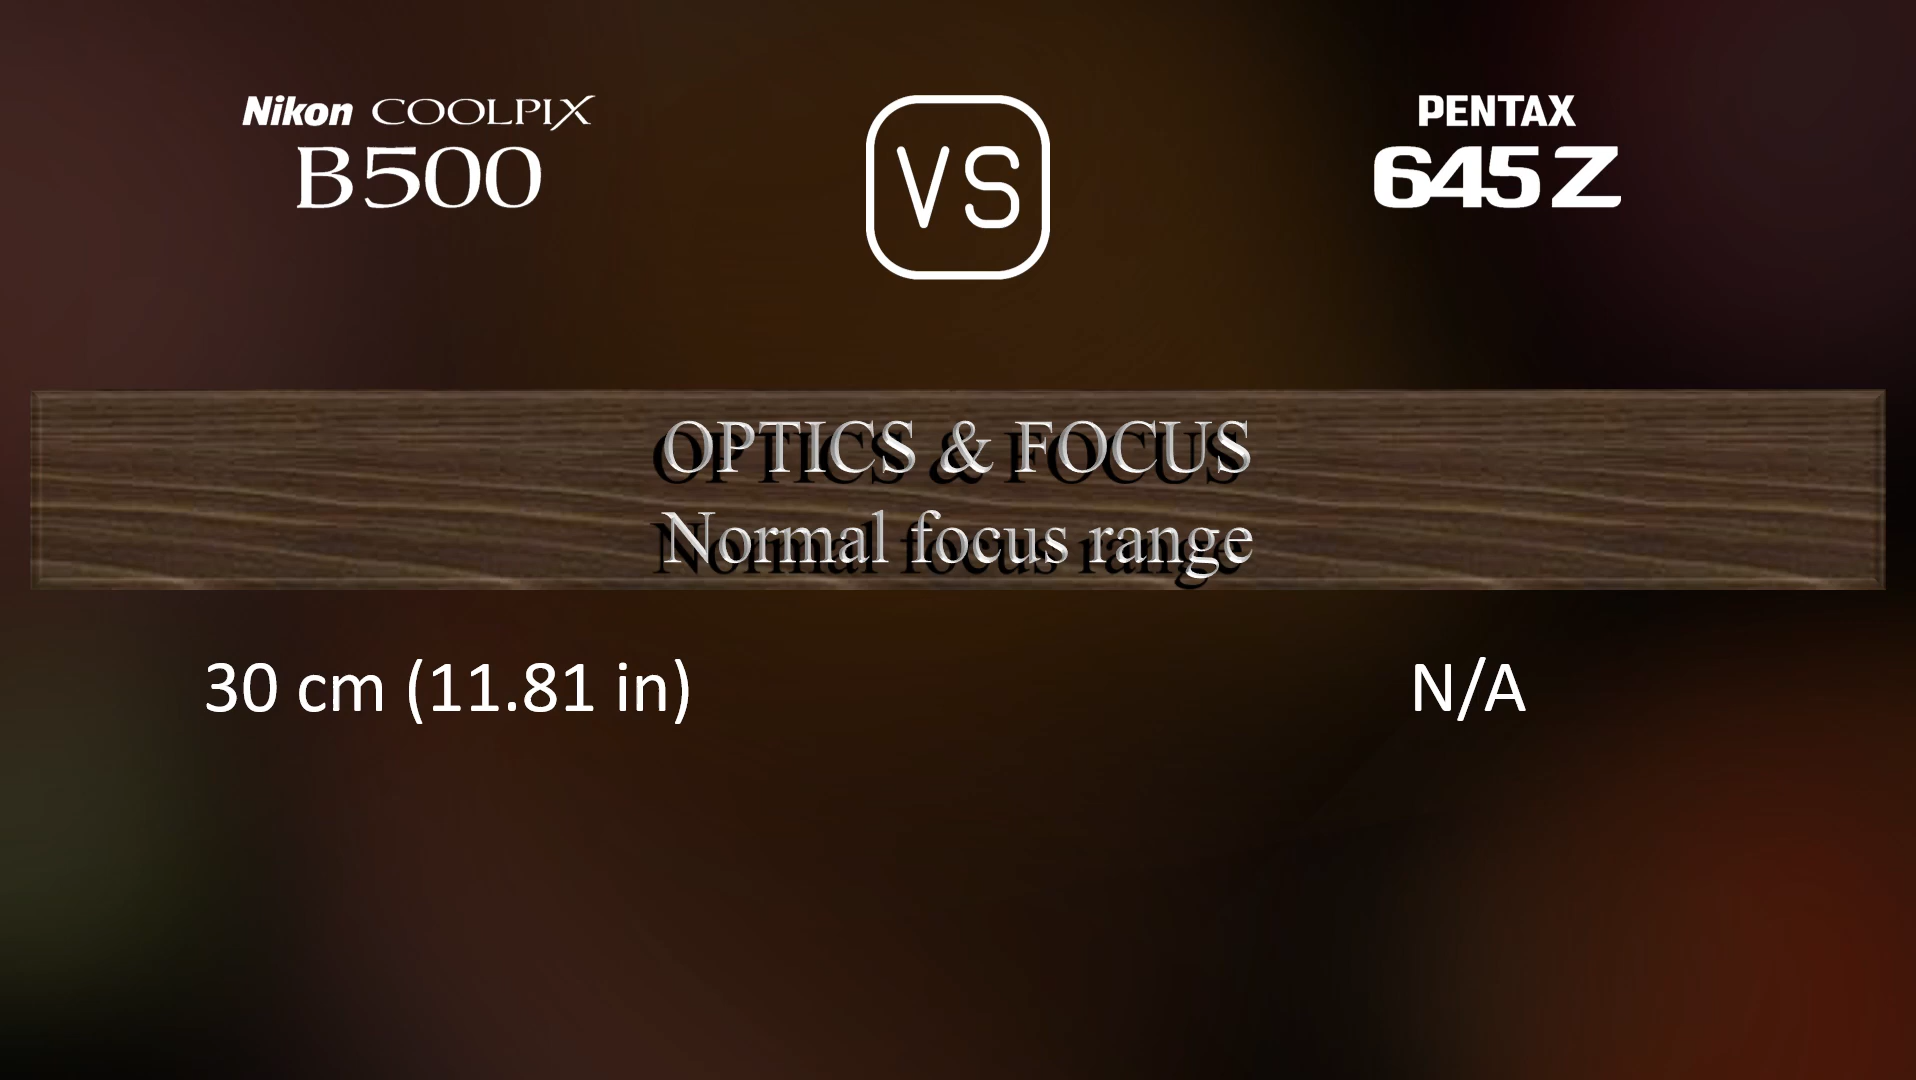 Nikon COOLPIX
B500
VS
PENTAX
645Z
OPTICS & FOCUS
Normal focus range
30 cm (11.81 in)
N/A